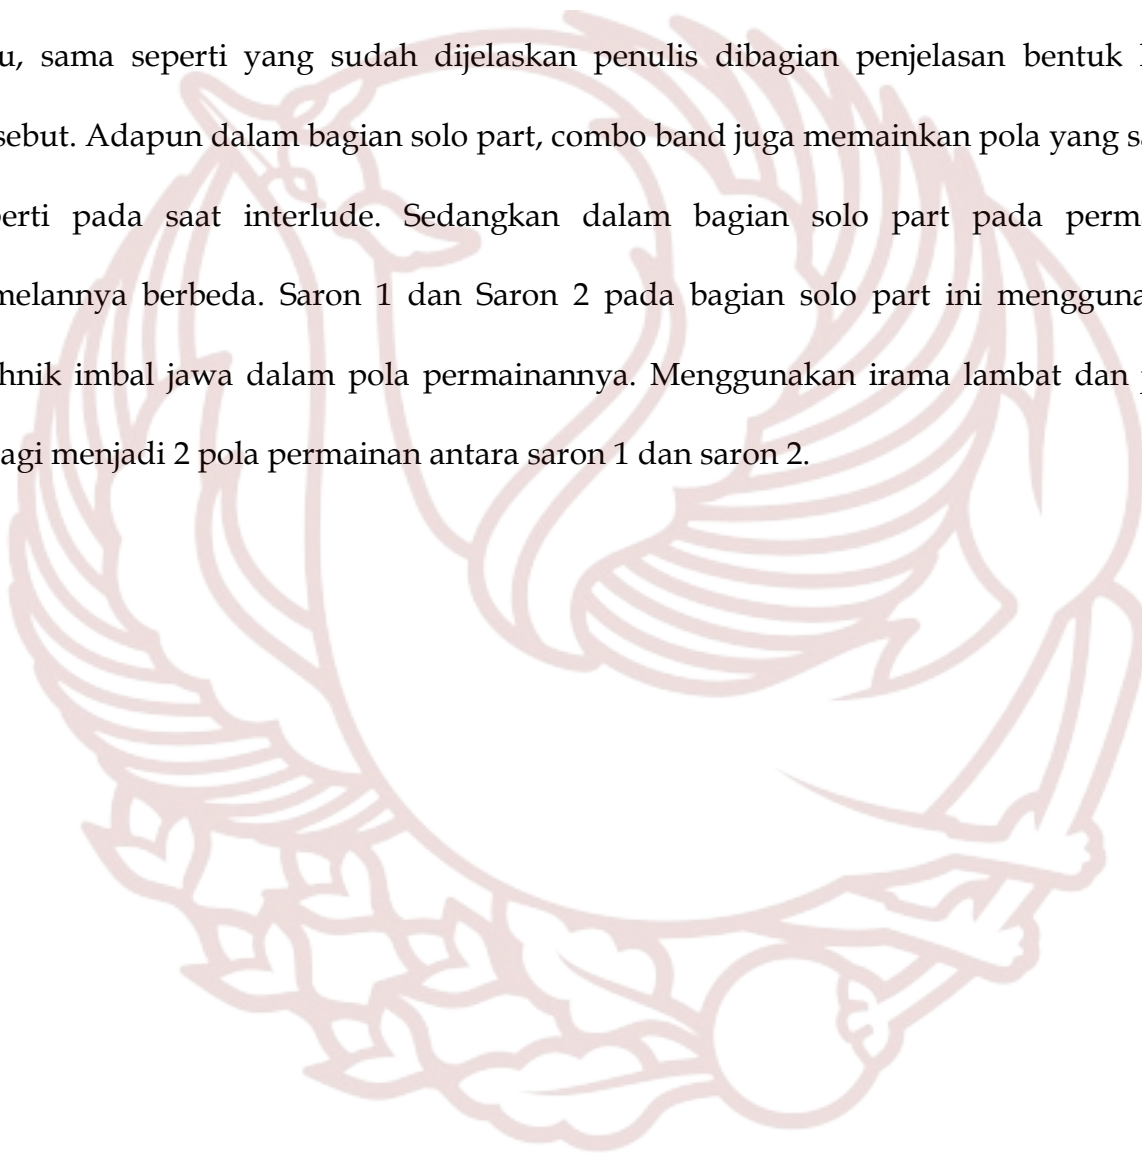 u, sama seperti yang sudah dijelaskan penulis dibagian penjelasan bentuk
sebut. Adapun dalam bagian solo part, combo band juga memainkan pola yang
perti pada saat interlude. Sedangkan dalam bagian solo part pada perm
melannya berbeda. Saron 1 dan Saron 2 pada bagian solo part ini mengguna
hnik imbal jawa dalam pola permainannya. Menggunakan irama lambat dan
agi menjadi 2 pola permainan antara saron 1 dan saron 2.